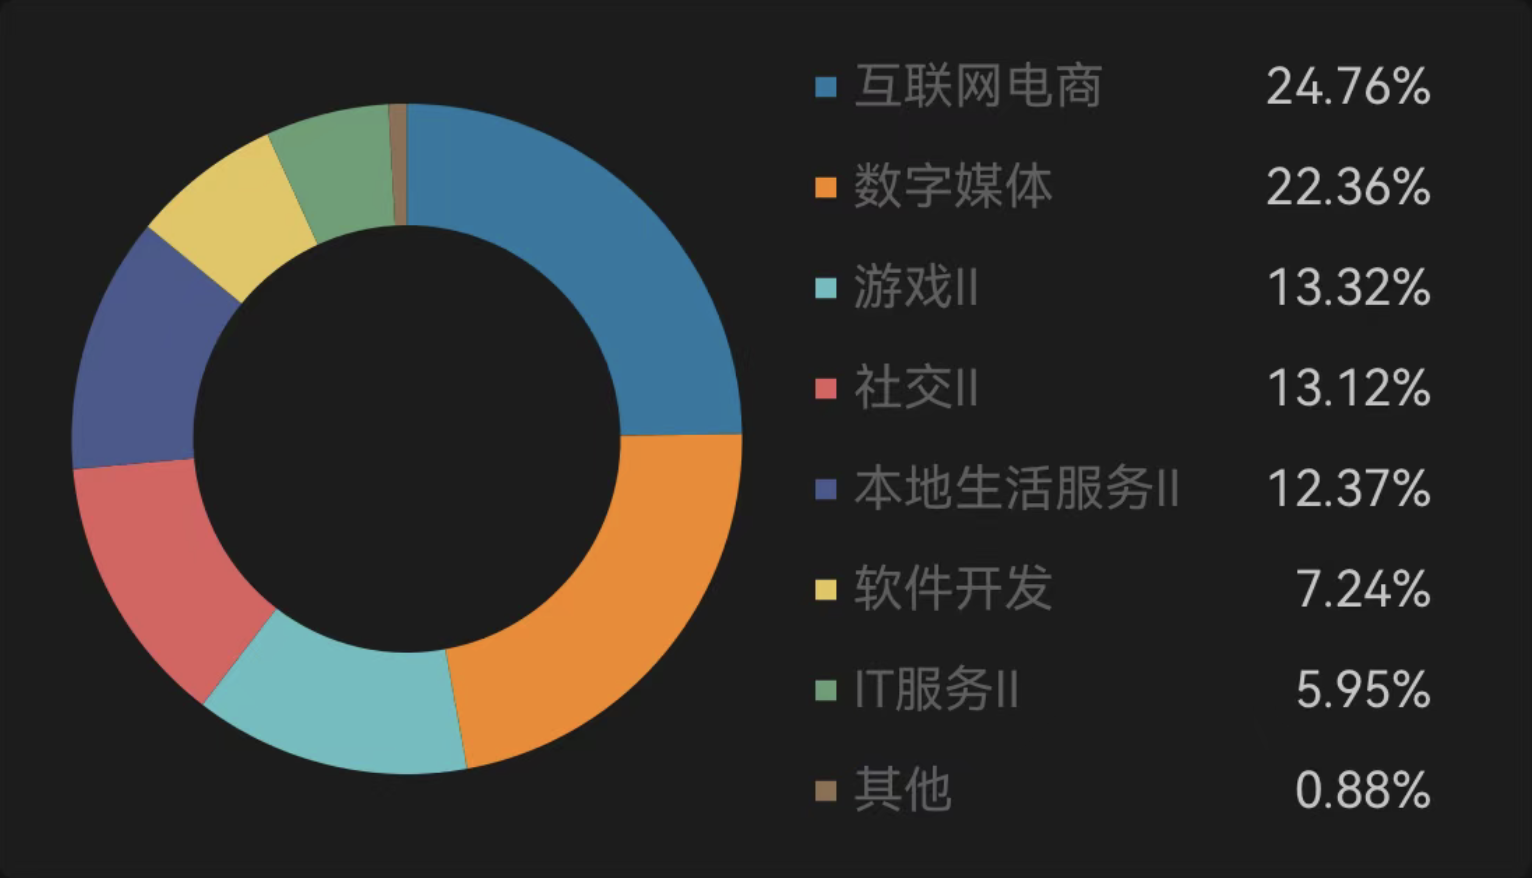 互联网电商 24.76%
数字媒体 22.36%
游戏II 13.32%
社交II 13.12%
本地生活服务II 12.37%
软件开发 7.24%
IT服务II 5.95%
其他 0.88%